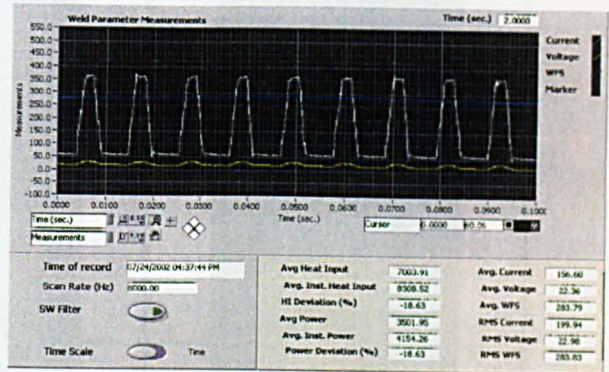 Weld Parameter Measurements
Time (sec.) 2.0000
550.0
500.0
450.0
400.0
350.0
300.0
250.0
200.0
150.0
100.0
50.0
0.0
-50.0
-100.0
Measurements
Current
Voltage
WFS
Marker
0.0000 0.0100 0.0200 0.0300 0.0400 0.0500 0.0600 0.0700 0.0800 0.0900 0.1000
Time (sec.)
Time (sec.)
Measurements
Cursor 0.0000 60.06
Time of record 07/24/2002 04:37:44 PM
Scan Rate (Hz) 8000.00
SW Filter
Time Scale Time
Avg Heat Input 7003.91
Avg. Inst. Heat Input 8308.52
HI Deviation (%) -18.63
Avg Power 3501.95
Avg. Inst. Power 4154.26
Power Deviation (%) -18.63
Avg. Current 156.60
Avg. Voltage 22.36
Avg. WFS 283.79
RMS Current 199.94
RMS Voltage 22.98
RMS WFS 283.83